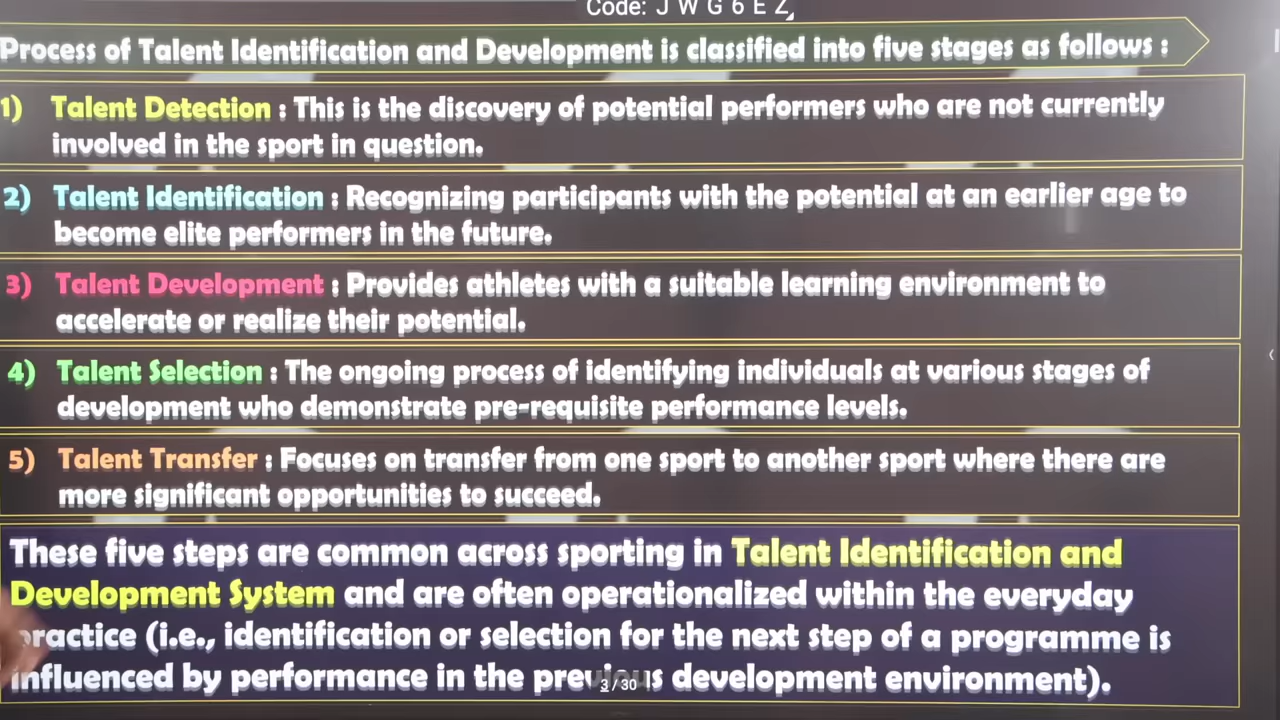 Code: J W G 6 E Z
Process of Talent Identification and Development is classified into five stages as follows :
1) Talent Detection : This is the discovery of potential performers who are not currently
involved in the sport in question.
2) Talent Identification : Recognizing participants with the potential at an earlier age to
become elite performers in the future.
3) Talent Development : Provides athletes with a suitable learning environment to
accelerate or realize their potential.
4) Talent Selection : The ongoing process of identifying individuals at various stages of
development who demonstrate pre-requisite performance levels.
5) Talent Transfer : Focuses on transfer from one sport to another sport where there are
more significant opportunities to succeed.
These five steps are common across sporting in Talent Identification and
Development System and are often operationalized within the everyday
practice (i.e., identification or selection for the next step of a programme is
influenced by performance in the previous development environment).
3 / 30